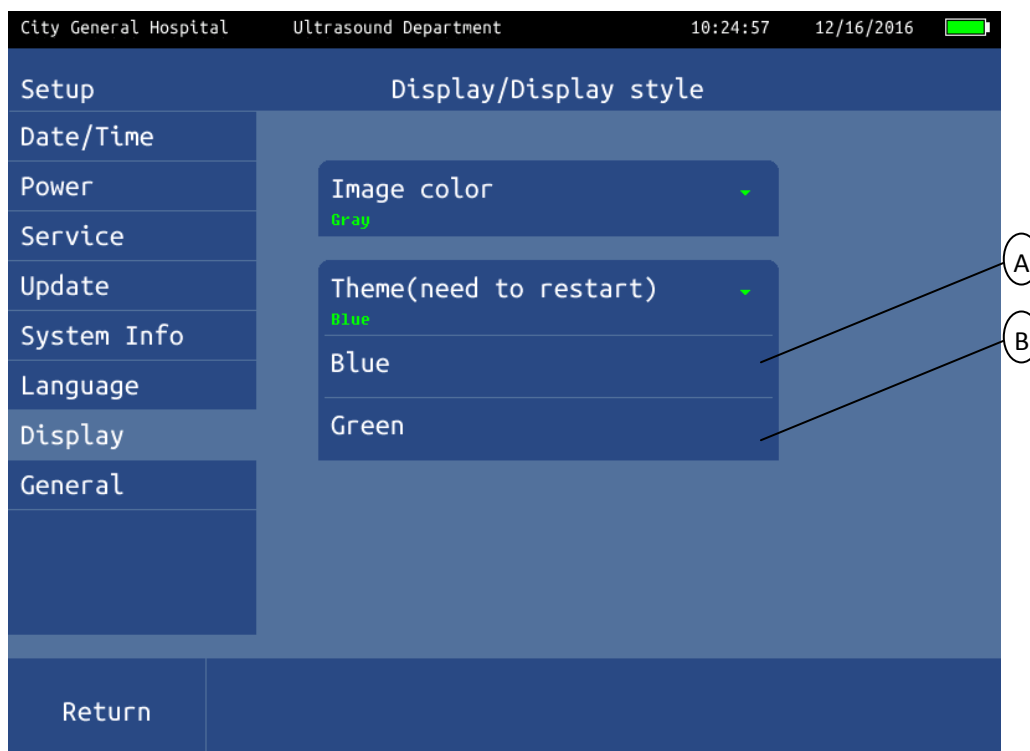 City General Hospital Ultrasound Department 10:24:57 12/16/2016
Setup Display/Display style
Date/Time
Power
Service
Update
System Info
Language
Display
General
Image color
Gray
Theme(need to restart)
Blue
Blue
Green
A
B
Return